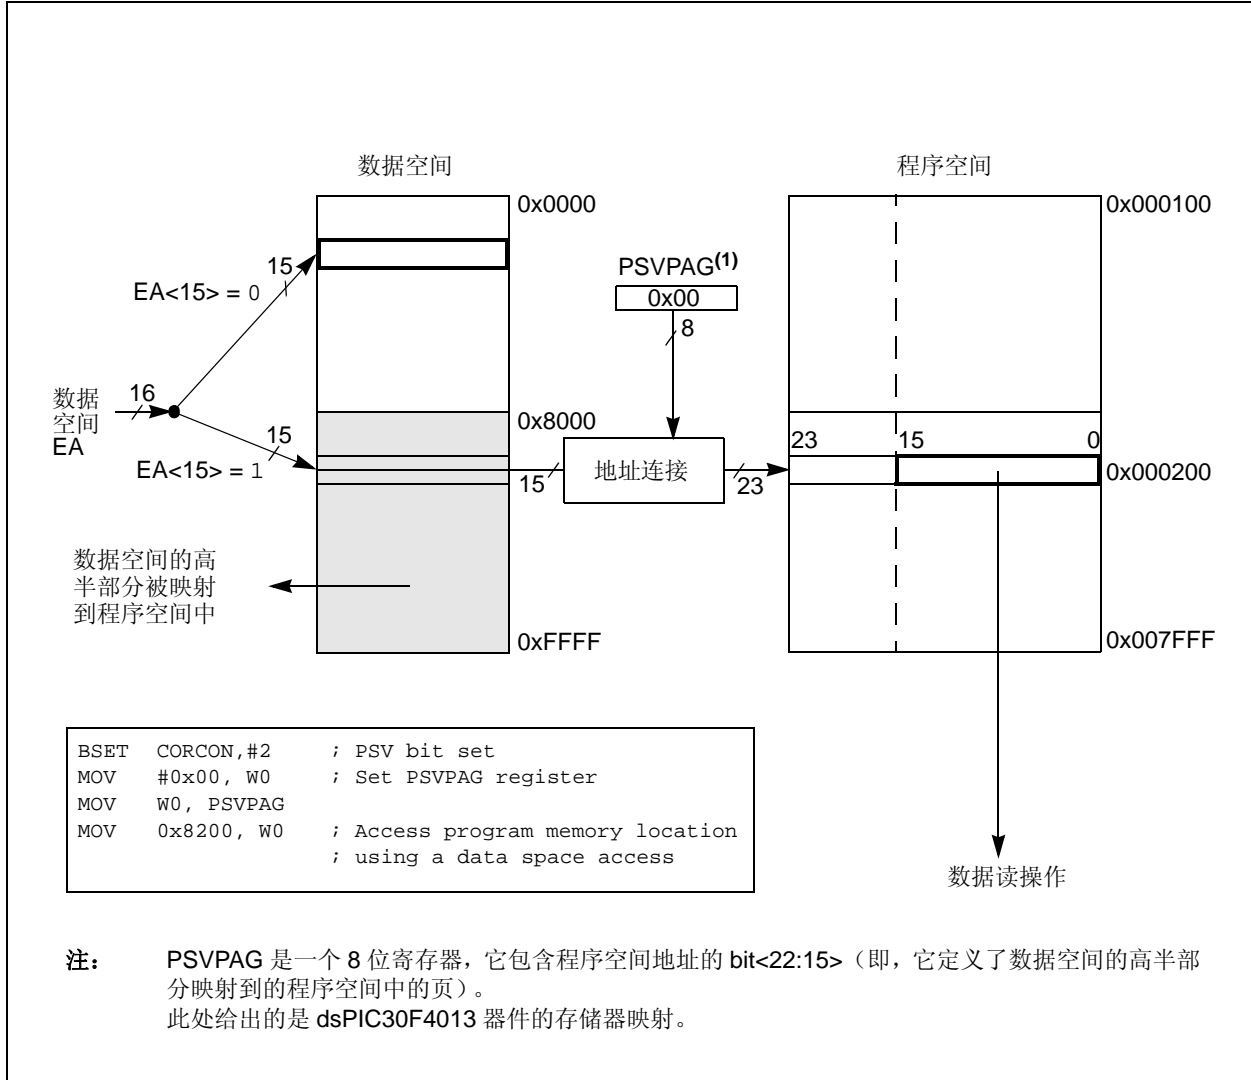 数据空间
程序空间
0x0000
0x000100
15
EA<15> = 0
PSVPAG(1)
0x00
8
数据
空间
EA
16
15
EA<15> = 1
0x8000
15
地址连接
23
23
15
0
0x000200
数据空间的高
半部分被映射
到程序空间中
0xFFFF
0x007FFF
BSET CORCON,#2 ; PSV bit set
MOV #0x00, W0 ; Set PSVPAG register
MOV W0, PSVPAG
MOV 0x8200, W0 ; Access program memory location
; using a data space access
数据读操作
注： PSVPAG 是一个 8 位寄存器，它包含程序空间地址的 bit<22:15>（即，它定义了数据空间的高半部
分映射到的程序空间中的页）。
此处给出的是 dsPIC30F4013 器件的存储器映射。